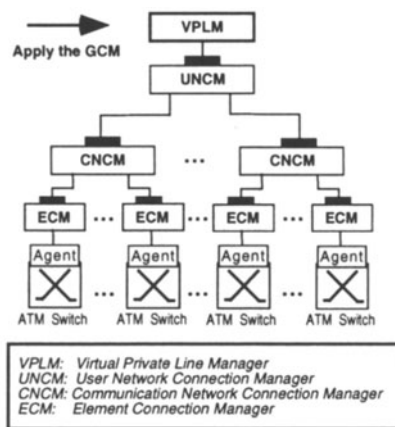 VPLM
Apply the GCM
UNCM
CNCM ... CNCM
ECM ... ECM ... ECM ... ECM
Agent Agent Agent Agent
... ... ...
ATM Switch ATM Switch ATM Switch ATM Switch
VPLM: Virtual Private Line Manager
UNCM: User Network Connection Manager
CNCM: Communication Network Connection Manager
ECM: Element Connection Manager